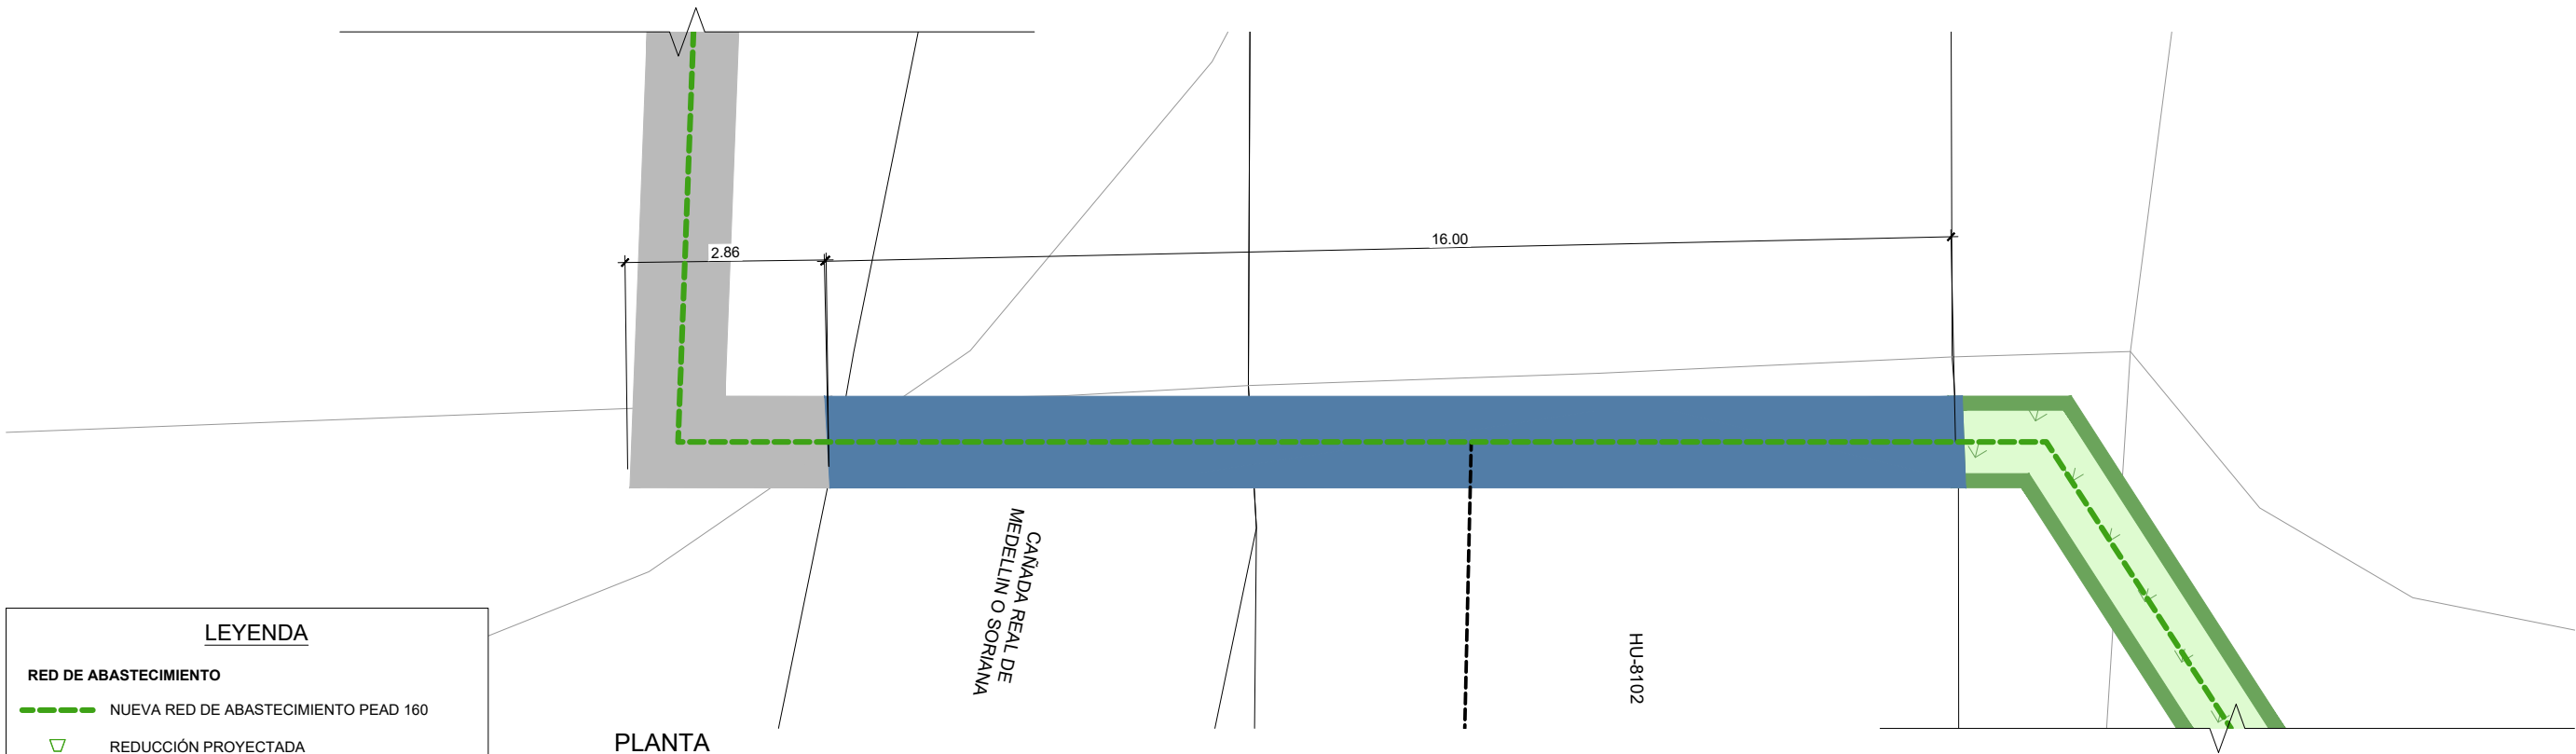 2.86
16.00
CAÑADA REAL DE
MEDELLIN O SORIANA
HU-8102
LEYENDA
RED DE ABASTECIMIENTO
NUEVA RED DE ABASTECIMIENTO PEAD 160
REDUCCIÓN PROYECTADA
PLANTA